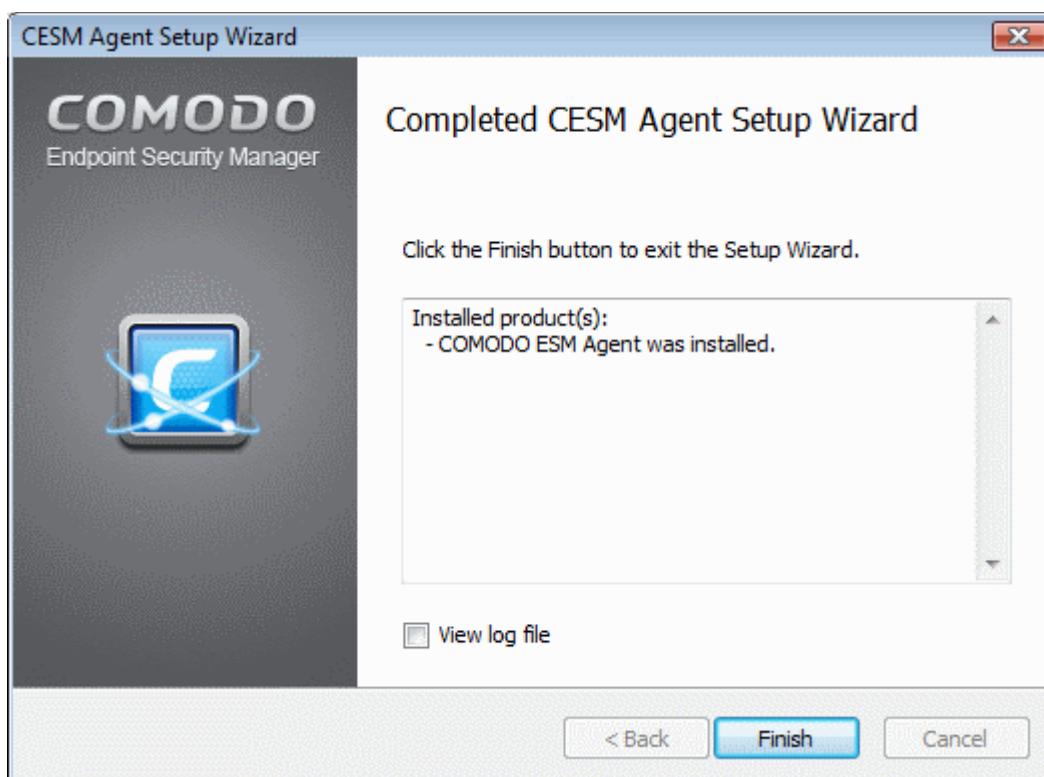 CESM Agent Setup Wizard
COMODO
Endpoint Security Manager
Completed CESM Agent Setup Wizard
Click the Finish button to exit the Setup Wizard.
Installed product(s):
- COMODO ESM Agent was installed.
View log file
< Back
Finish
Cancel